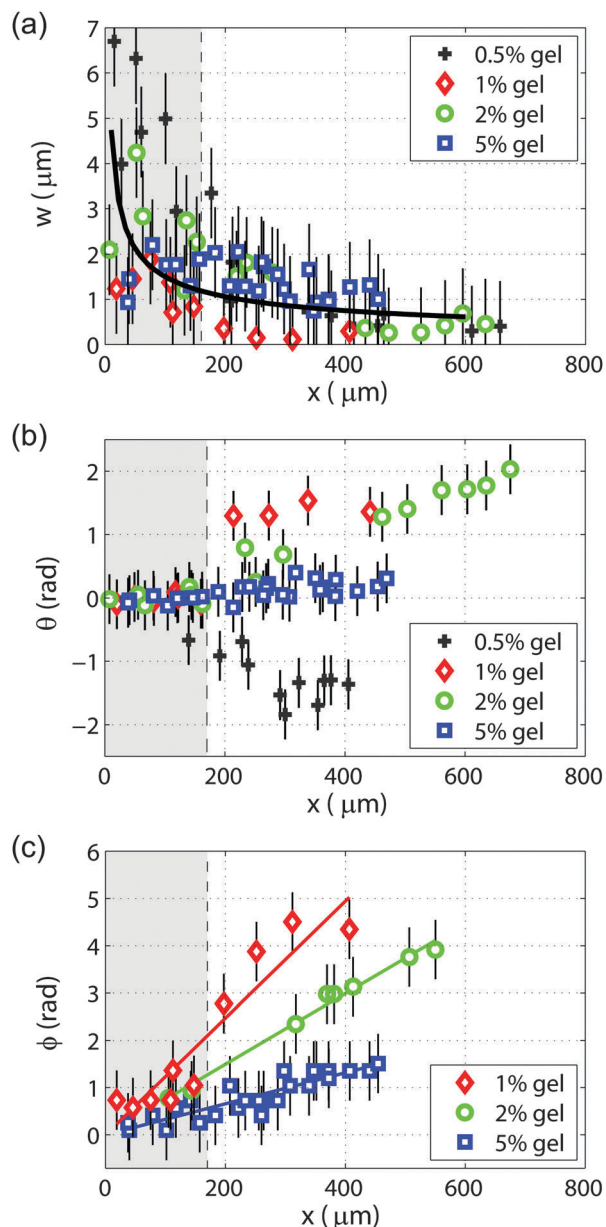 (a)
7
6
5
4
3
2
1
0
w (μm)
0.5% gel
1% gel
2% gel
5% gel
0 200 400 600 800
x ( μm)
(b)
2
1
0
−1
−2
θ (rad)
0.5% gel
1% gel
2% gel
5% gel
0 200 400 600 800
x ( μm)
(c)
6
5
4
3
2
1
0
ϕ (rad)
1% gel
2% gel
5% gel
0 200 400 600 800
x ( μm)